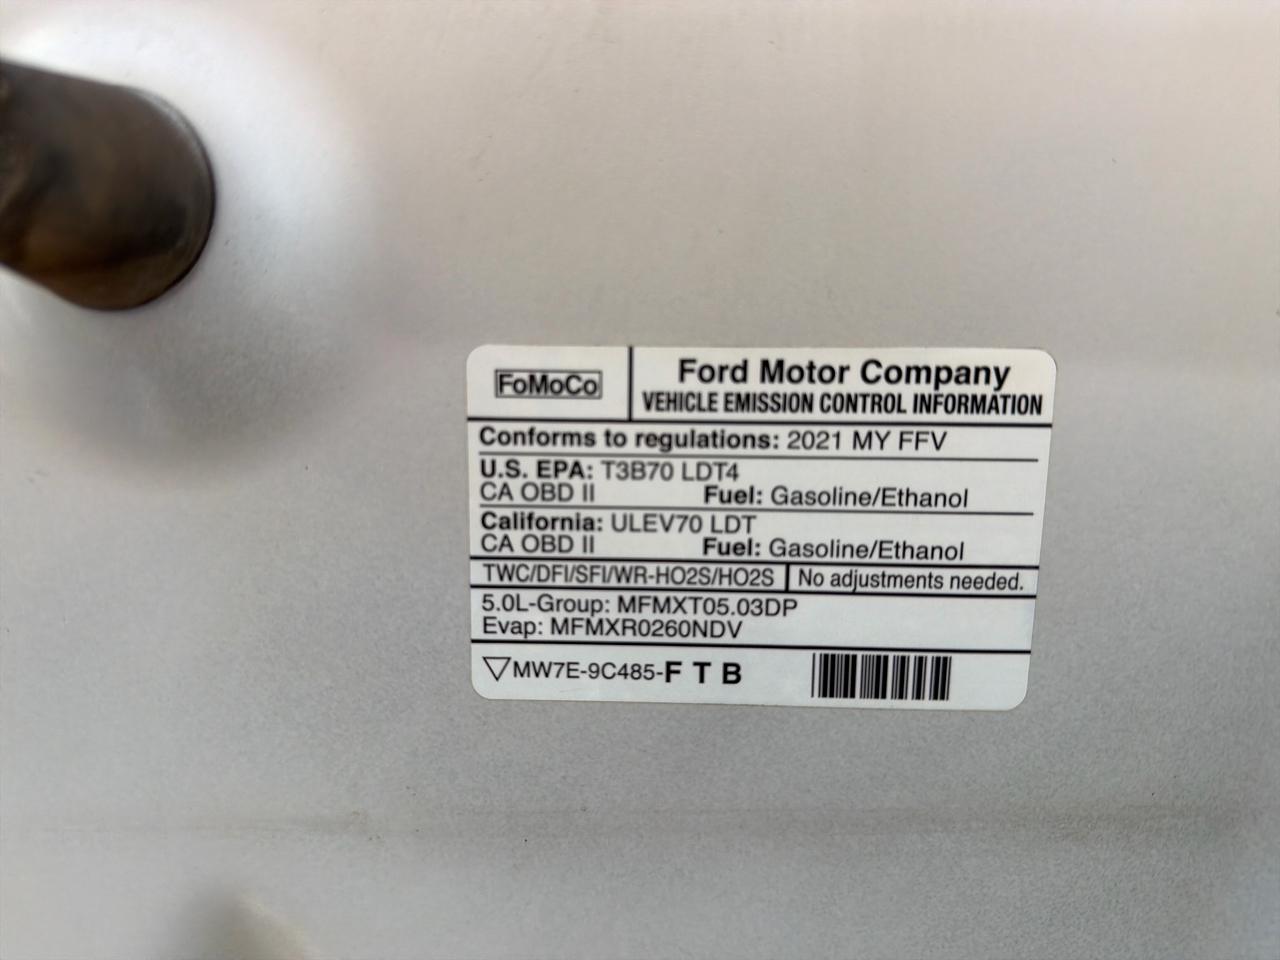 FoMoCo
Ford Motor Company
VEHICLE EMISSION CONTROL INFORMATION
Conforms to regulations: 2021 MY FFV
U.S. EPA: T3B70 LDT4
CA OBD II Fuel: Gasoline/Ethanol
California: ULEV70 LDT
CA OBD II Fuel: Gasoline/Ethanol
TWC/DFI/SFI/WR-HO2S/HO2S No adjustments needed.
5.0L-Group: MFMXT05.03DP
Evap: MFMXR0260NDV
MW7E-9C485-F T B